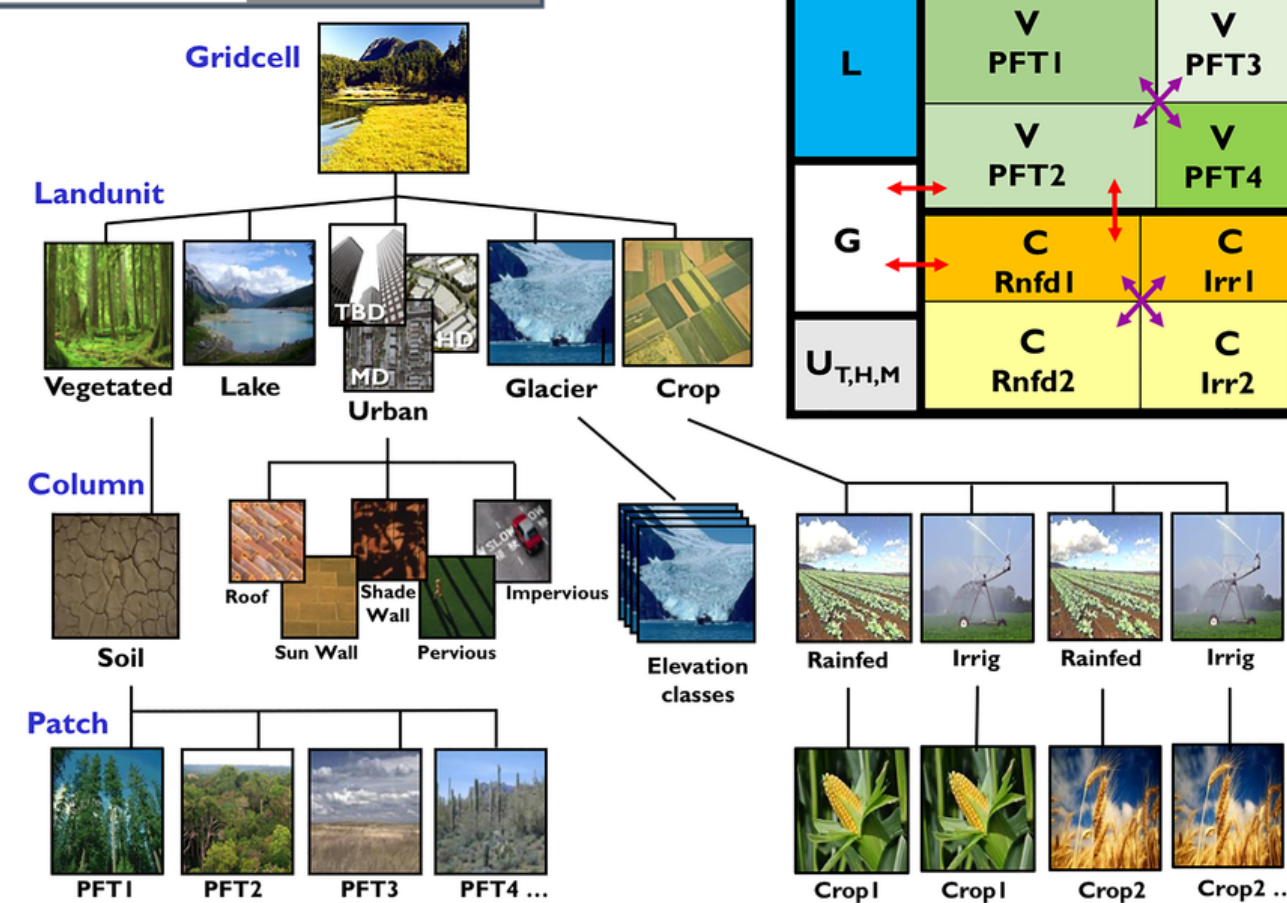 Gridcell
Landunit
TBD
HD
MD
Vegetated
Lake
Urban
Glacier
Crop
L
G
U T,H,M
V
PFT1
V
PFT3
V
PFT2
V
PFT4
C
Rnfd1
C
Irr1
C
Rnfd2
C
Irr2
Column
Soil
Roof
Sun Wall
Shade
Wall
Pervious
Impervious
SLOW
Elevation
classes
Rainfed
Irrig
Rainfed
Irrig
Patch
PFT1
PFT2
PFT3
PFT4 ...
Crop1
Crop1
Crop2
Crop2 ..